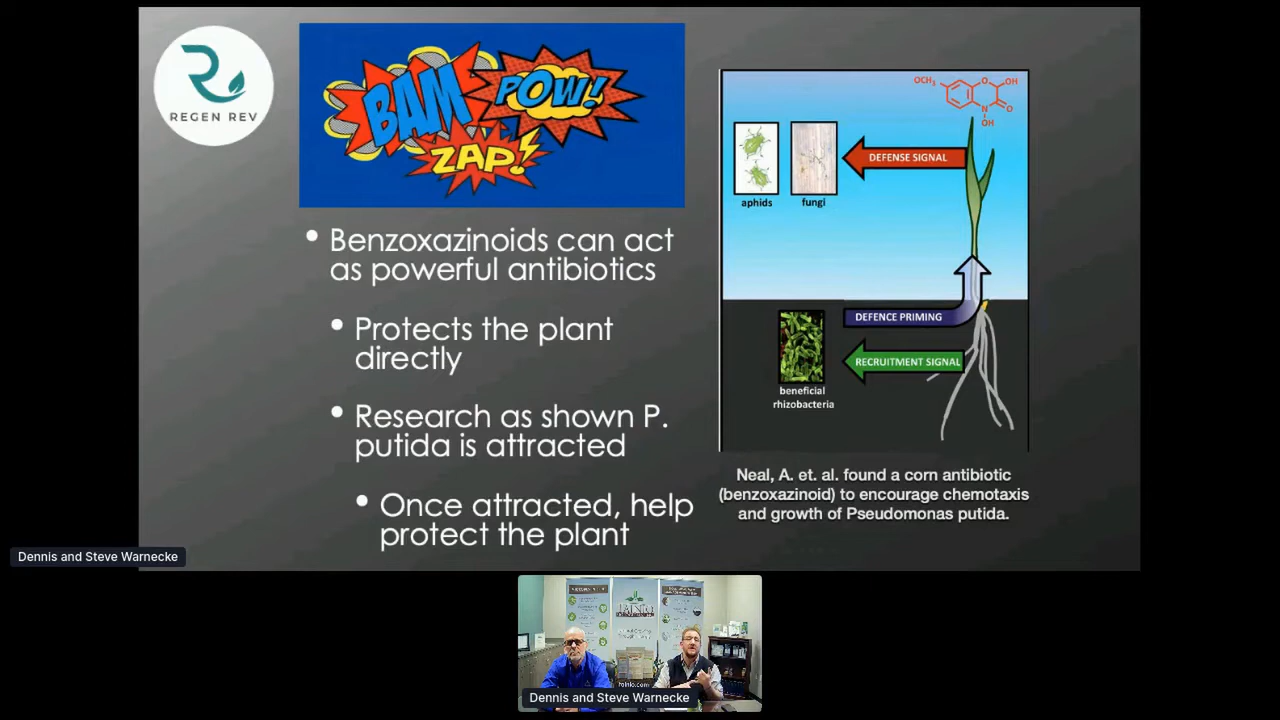 REGEN REV
BAM
POW!
ZAP!
• Benzoxazinoids can act
as powerful antibiotics
• Protects the plant
directly
• Research as shown P.
putida is attracted
• Once attracted, help
protect the plant
OCH3
O
OH
N
O
OH
DEFENSE SIGNAL
aphids
fungi
DEFENCE PRIMING
RECRUITMENT SIGNAL
beneficial
rhizobacteria
Neal, A. et. al. found a corn antibiotic
(benzoxazinoid) to encourage chemotaxis
and growth of Pseudomonas putida.
Dennis and Steve Warnecke
TAINIO
tainio.com
Dennis and Steve Warnecke